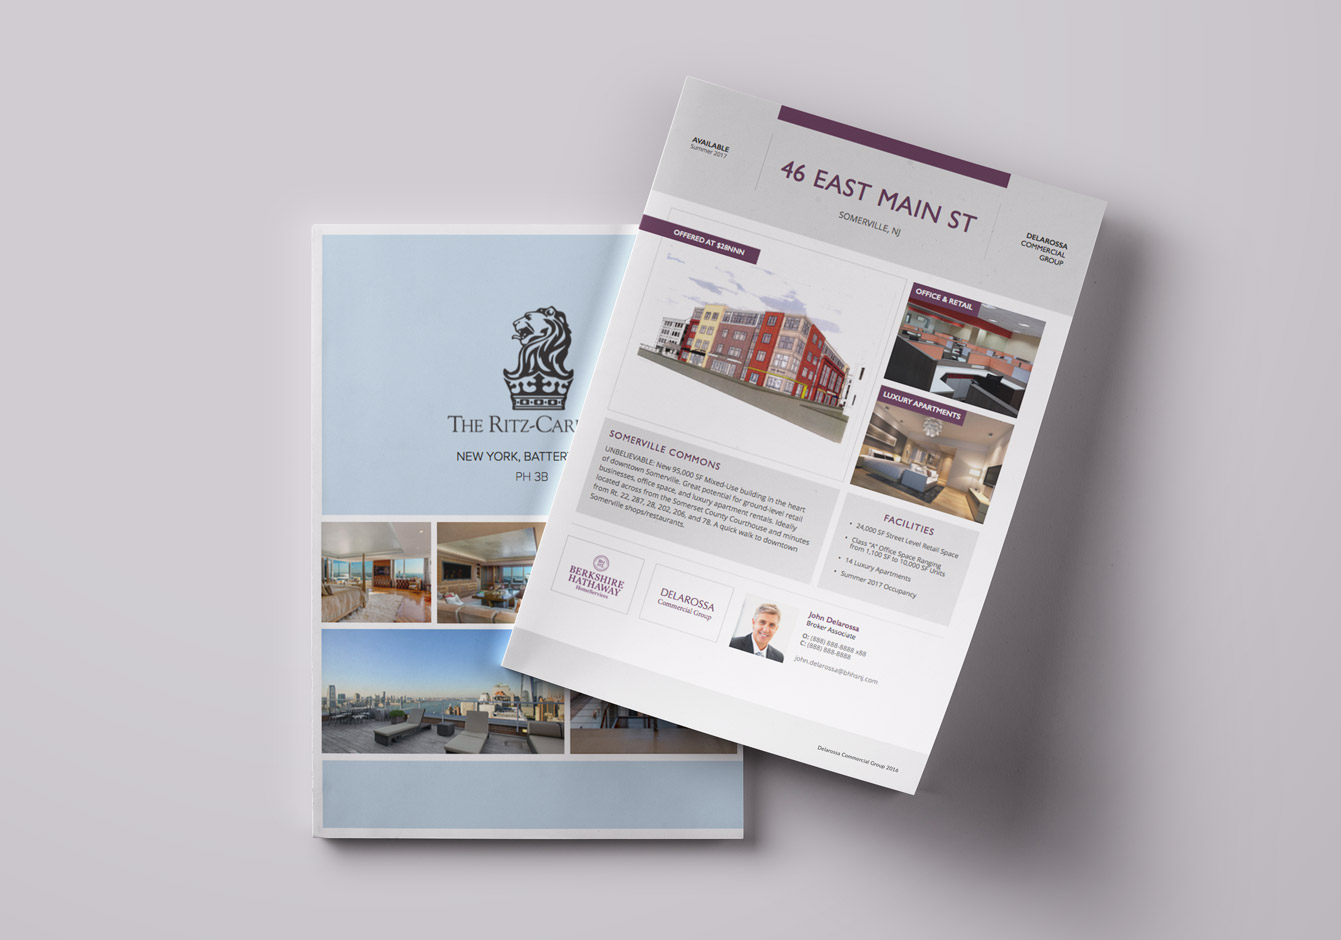 THE RITZ-CAR
NEW YORK, BATTER
PH 3B
AVAILABLE
Summer 2017
46 EAST MAIN ST
SOMERVILLE, NJ
DELAROSSA
COMMERCIAL
GROUP
OFFERED AT $28NNN
OFFICE & RETAIL
LUXURY APARTMENTS
SOMERVILLE COMMONS
UNBELIEVABLE: New 95,000 SF Mixed-Use building in the heart
of downtown Somerville. Great potential for ground-level retail
businesses, office space, and luxury apartment rentals. Ideally
located across from the Somerset County Courthouse and minutes
from Rt. 22, 287, 28, 202, 206, and 78. A quick walk to downtown
Somerville shops/restaurants.
FACILITIES
• 24,000 SF Street Level Retail Space
• Class "A" Office Space Ranging
from 1,100 SF to 10,000 SF Units
• 14 Luxury Apartments
• Summer 2017 Occupancy
BERKSHIRE
HATHAWAY
HomeServices
DELAROSSA
Commercial Group
John Delarossa
Broker Associate
O: (888) 888-8888 x88
C: (888) 888-8888
john.delarossa@bhhsnj.com
Delarossa Commercial Group 2016